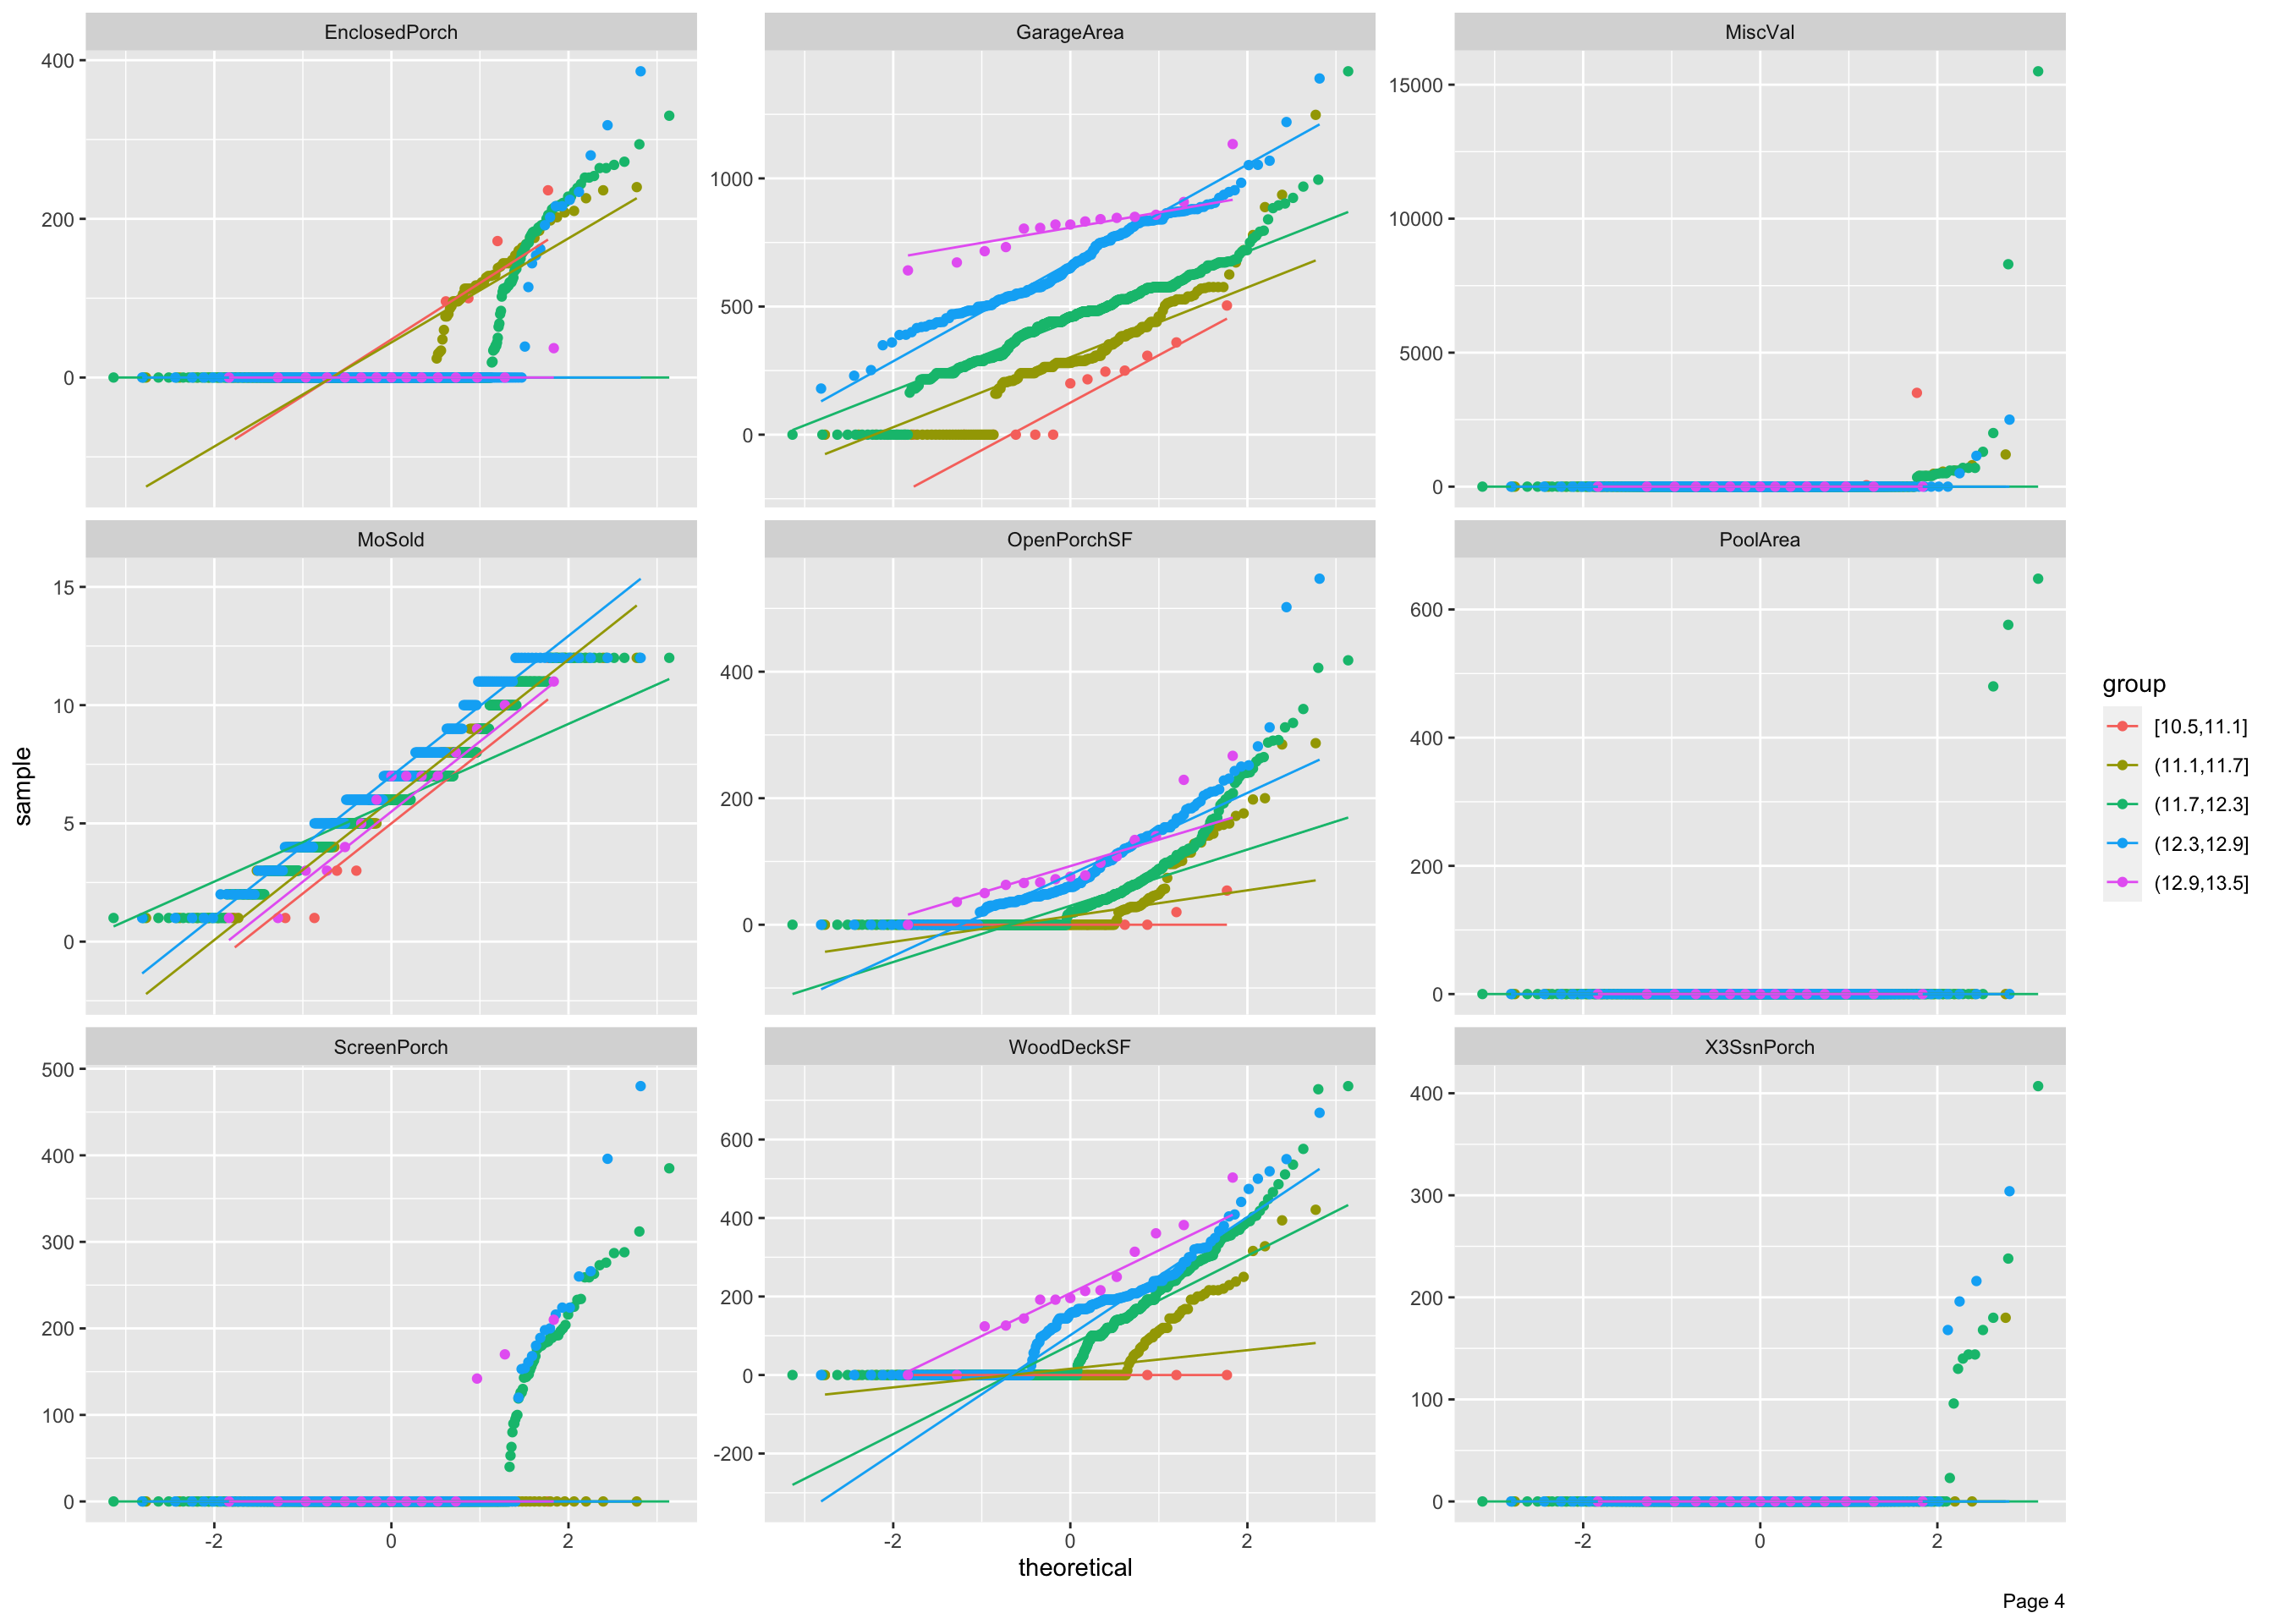 EnclosedPorch
GarageArea
MiscVal
400
200
0
1000
500
0
15000
10000
5000
0
MoSold
OpenPorchSF
PoolArea
15
10
5
0
400
200
0
600
400
200
0
ScreenPorch
WoodDeckSF
X3SsnPorch
500
400
300
200
100
0
600
400
200
0
-200
400
300
200
100
0
-2 0 2
-2 0 2
-2 0 2
sample
theoretical
group
[10.5,11.1]
(11.1,11.7]
(11.7,12.3]
(12.3,12.9]
(12.9,13.5]
Page 4